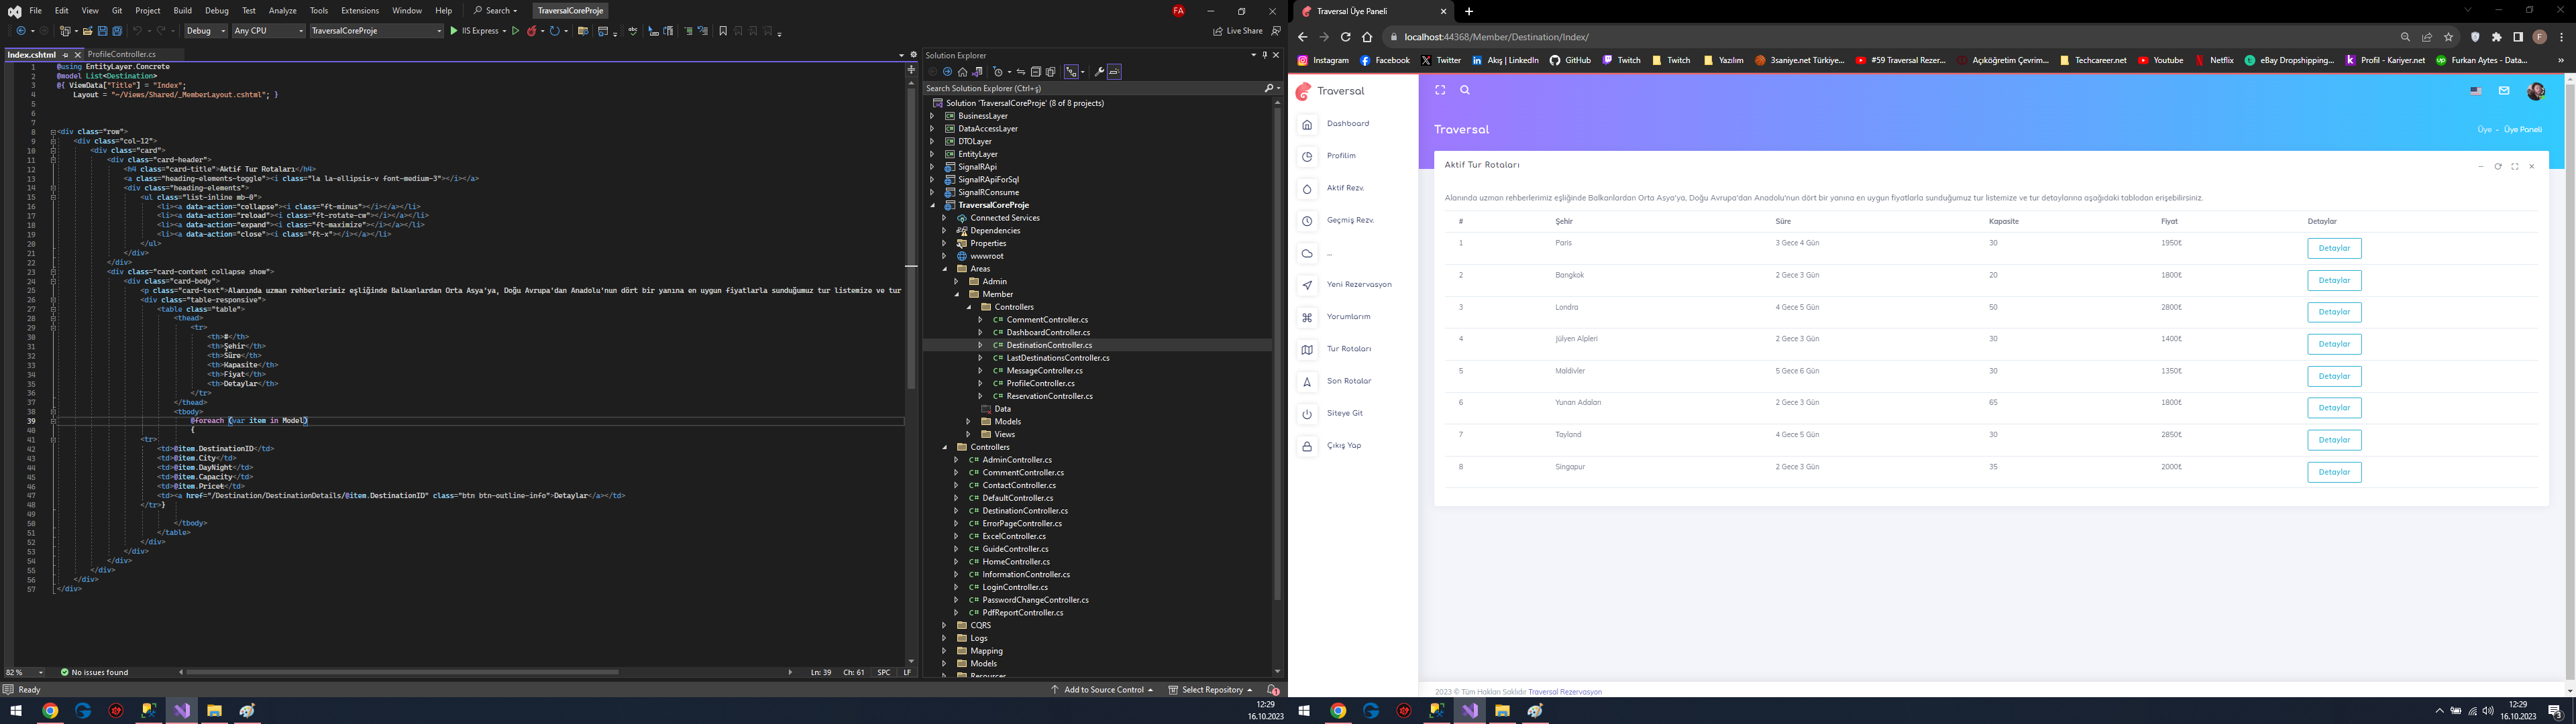 File Edit View Git Project Build Debug Test Analyze Tools Extensions Window Help Search TraversalCoreProje FA
Debug Any CPU TraversalCoreProje IIS Express Live Share
Index.cshtml ProfileController.cs
1 @using EntityLayer.Concrete
2 @model List<Destination>
3 @{ ViewData["Title"] = "Index";
4 Layout = "~/Views/Shared/_MemberLayout.cshtml"; }
5
6
7
8 <div class="row">
9 <div class="col-12">
10 <div class="card">
11 <div class="card-header">
12 <h4 class="card-title">Aktif Tur Rotaları</h4>
13 <a class="heading-elements-toggle"><i class="la la-ellipsis-v font-medium-3"></i></a>
14 <div class="heading-elements">
15 <ul class="list-inline mb-0">
16 <li><a data-action="collapse"><i class="ft-minus"></i></a></li>
17 <li><a data-action="reload"><i class="ft-rotate-cw"></i></a></li>
18 <li><a data-action="expand"><i class="ft-maximize"></i></a></li>
19 <li><a data-action="close"><i class="ft-x"></i></a></li>
20 </ul>
21 </div>
22 </div>
23 <div class="card-content collapse show">
24 <div class="card-body">
25 <p class="card-text">Alanında uzman rehberlerimiz eşliğinde Balkanlardan Orta Asya'ya, Doğu Avrupa'dan Anadolu'nun dört bir yanına en uygun fiyatlarla sunduğumuz tur listemize ve tur
26 <div class="table-responsive">
27 <table class="table">
28 <thead>
29 <tr>
30 <th>#</th>
31 <th>Şehir</th>
32 <th>Süre</th>
33 <th>Kapasite</th>
34 <th>Fiyat</th>
35 <th>Detaylar</th>
36 </tr>
37 </thead>
38 <tbody>
39 @foreach (var item in Model)
40 {
41 <tr>
42 <td>@item.DestinationID</td>
43 <td>@item.City</td>
44 <td>@item.DayNight</td>
45 <td>@item.Capacity</td>
46 <td>@item.Price₺</td>
47 <td><a href="/Destination/DestinationDetails/@item.DestinationID" class="btn btn-outline-info">Detaylar</a></td>
48 </tr>}
49
50 </tbody>
51 </table>
52 </div>
53 </div>
54 </div>
55 </div>
56 </div>
57 </div>
82 % No issues found Ln: 39 Ch: 61 SPC LF
Ready Add to Source Control Select Repository
Solution Explorer
Search Solution Explorer (Ctrl+ş)
Solution 'TraversalCoreProje' (8 of 8 projects)
BusinessLayer
DataAccessLayer
DTOLayer
EntityLayer
SignalRApi
SignalRApiForSql
SignalRConsume
TraversalCoreProje
Connected Services
Dependencies
Properties
wwwroot
Areas
Admin
Member
Controllers
C# CommentController.cs
C# DashboardController.cs
C# DestinationController.cs
C# LastDestinationsController.cs
C# MessageController.cs
C# ProfileController.cs
C# ReservationController.cs
Data
Models
Views
Controllers
C# AdminController.cs
C# CommentController.cs
C# ContactController.cs
C# DefaultController.cs
C# DestinationController.cs
C# ErrorPageController.cs
C# ExcelController.cs
C# GuideController.cs
C# HomeController.cs
C# InformationController.cs
C# LoginController.cs
C# PasswordChangeController.cs
C# PdfReportController.cs
CQRS
Logs
Mapping
Models
Resources
12:29
16.10.2023
Traversal Üye Paneli
localhost:44368/Member/Destination/Index/
Instagram Facebook Twitter Akış | LinkedIn GitHub Twitch Twitch Yazılım 3saniye.net Türkiye... #59 Traversal Rezer... Açıköğretim Çevrim... Techcareer.net Youtube Netflix eBay Dropshipping... Profil - Kariyer.net Furkan Aytes - Data...
Traversal
Dashboard
Profilim
Aktif Rezv.
Geçmiş Rezv.
...
Yeni Rezervasyon
Yorumlarım
Tur Rotaları
Son Rotalar
Siteye Git
Çıkış Yap
Traversal
Üye - Üye Paneli
Aktif Tur Rotaları
Alanında uzman rehberlerimiz eşliğinde Balkanlardan Orta Asya'ya, Doğu Avrupa'dan Anadolu'nun dört bir yanına en uygun fiyatlarla sunduğumuz tur listemize ve tur detaylarına aşağıdaki tablodan erişebilirsiniz.
# Şehir Süre Kapasite Fiyat Detaylar
1 Paris 3 Gece 4 Gün 30 1950₺ Detaylar
2 Bangkok 2 Gece 3 Gün 20 1800₺ Detaylar
3 Londra 4 Gece 5 Gün 50 2800₺ Detaylar
4 Jülyen Alpleri 2 Gece 3 Gün 30 1400₺ Detaylar
5 Maldivler 5 Gece 6 Gün 30 1350₺ Detaylar
6 Yunan Adaları 2 Gece 3 Gün 65 1800₺ Detaylar
7 Tayland 4 Gece 5 Gün 30 2850₺ Detaylar
8 Singapur 2 Gece 3 Gün 35 2000₺ Detaylar
2023 © Tüm Hakları Saklıdır Traversal Rezervasyon
12:29
16.10.2023